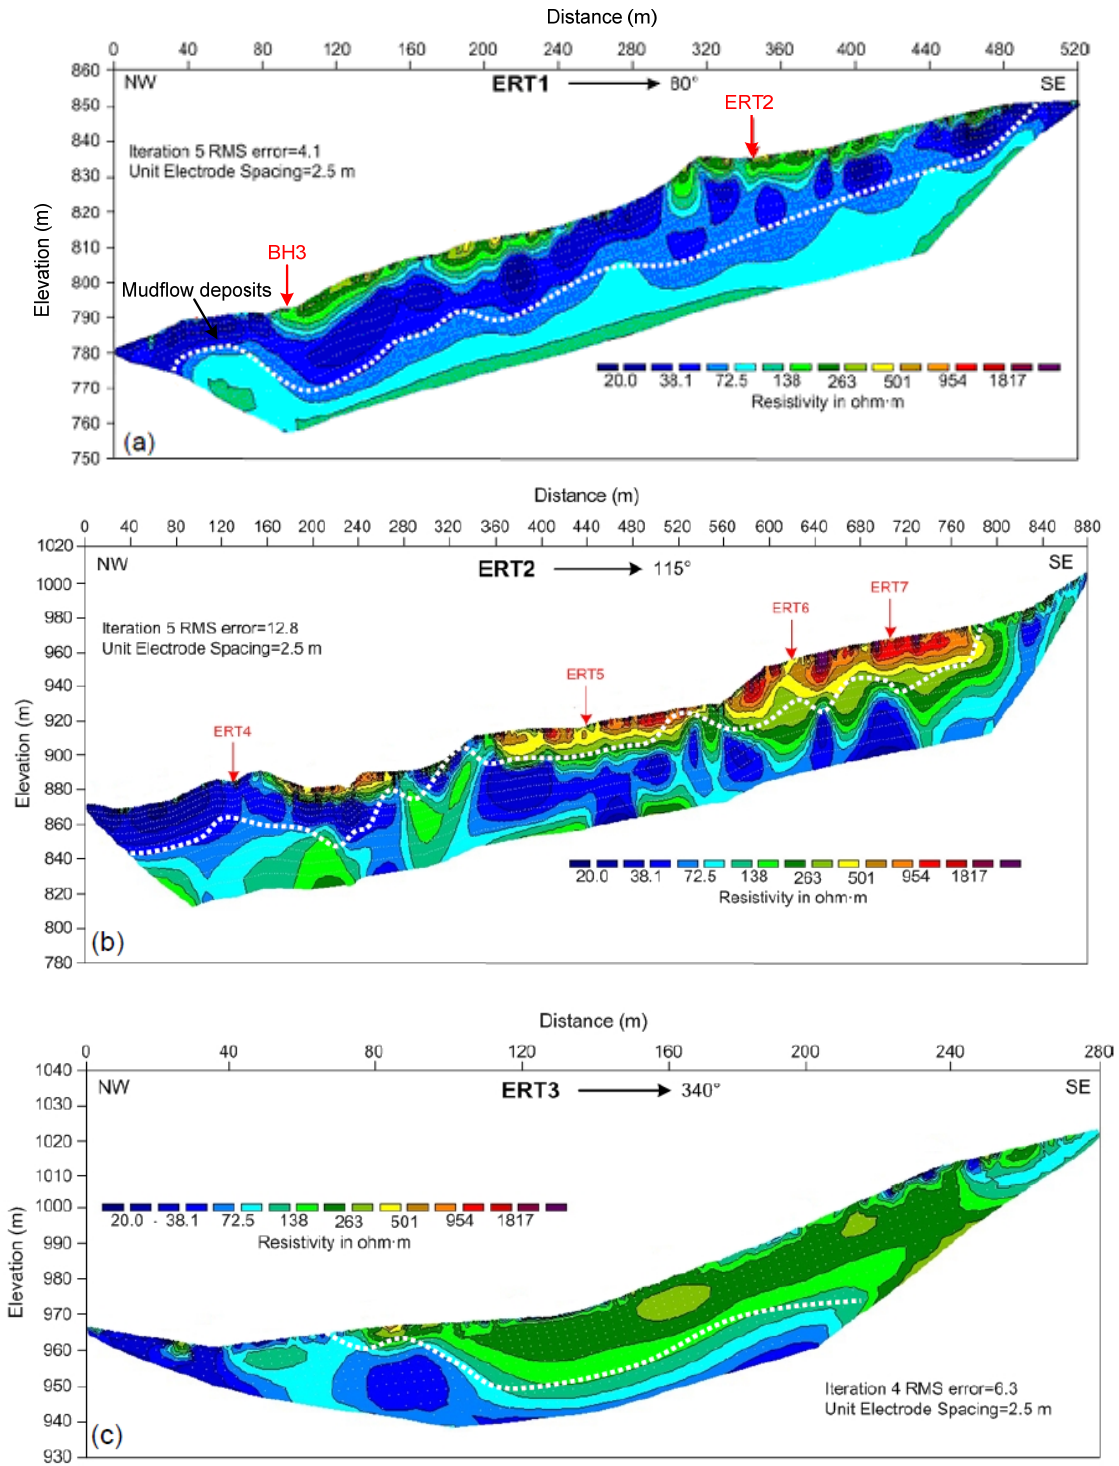 Distance (m)
0 40 80 120 160 200 240 280 320 360 400 440 480 520
860
850
840
830
820
810
800
790
780
770
760
750
Elevation (m)
NW
ERT1
80°
SE
ERT2
Iteration 5 RMS error=4.1
Unit Electrode Spacing=2.5 m
BH3
Mudflow deposits
20.0 38.1 72.5 138 263 501 954 1817
Resistivity in ohm·m
(a)
Distance (m)
0 40 80 120 160 200 240 280 320 360 400 440 480 520 560 600 640 680 720 760 800 840 880
1020
1000
980
960
940
920
900
880
860
840
820
800
780
Elevation (m)
NW
ERT2
115°
SE
ERT7
ERT6
Iteration 5 RMS error=12.8
Unit Electrode Spacing=2.5 m
ERT5
ERT4
20.0 38.1 72.5 138 263 501 954 1817
Resistivity in ohm·m
(b)
Distance (m)
0 40 80 120 160 200 240 280
1040
1030
1020
1010
1000
990
980
970
960
950
940
930
Elevation (m)
NW
ERT3
340°
SE
20.0 - 38.1 72.5 138 263 501 954 1817
Resistivity in ohm·m
Iteration 4 RMS error=6.3
Unit Electrode Spacing=2.5 m
(c)